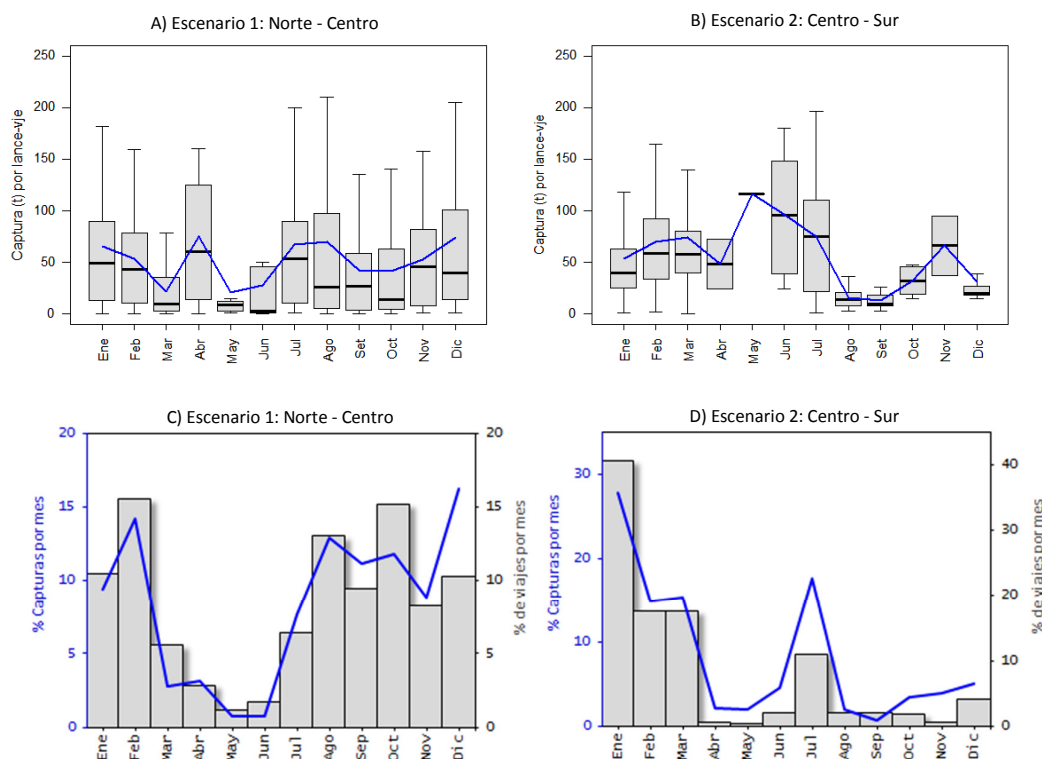 A) Escenario 1: Norte - Centro
250
200
150
100
50
0
Captura (t) por lance-vje
Ene Feb Mar Abr May Jun Jul Ago Set Oct Nov Dic
B) Escenario 2: Centro - Sur
250
200
150
100
50
0
Captura (t) por lance-vje
Ene Feb Mar Abr May Jun Jul Ago Set Oct Nov Dic
C) Escenario 1: Norte - Centro
20
15
10
5
0
% Capturas por mes
20
15
10
5
0
% de viajes por mes
Ene Feb Mar Abr May Jun Jul Ago Sep Oct Nov Dic
D) Escenario 2: Centro - Sur
30
20
10
0
% Capturas por mes
40
30
20
10
0
% de viajes por mes
Ene Feb Mar Abr May Jun Jul Ago Sep Oct Nov Dic